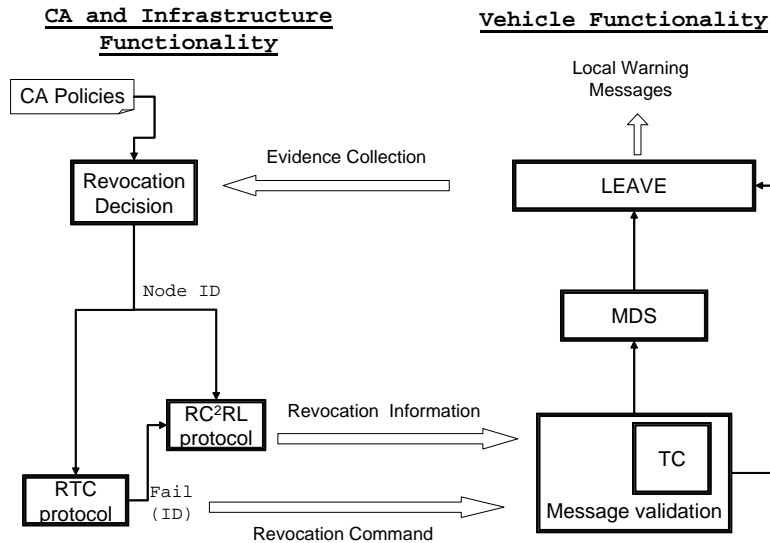 CA and Infrastructure
Functionality
Vehicle Functionality
CA Policies
Local Warning
Messages
Evidence Collection
Revocation
Decision
LEAVE
Node ID
MDS
RC²RL
protocol
Revocation Information
TC
Message validation
RTC
protocol
Fail
(ID)
Revocation Command